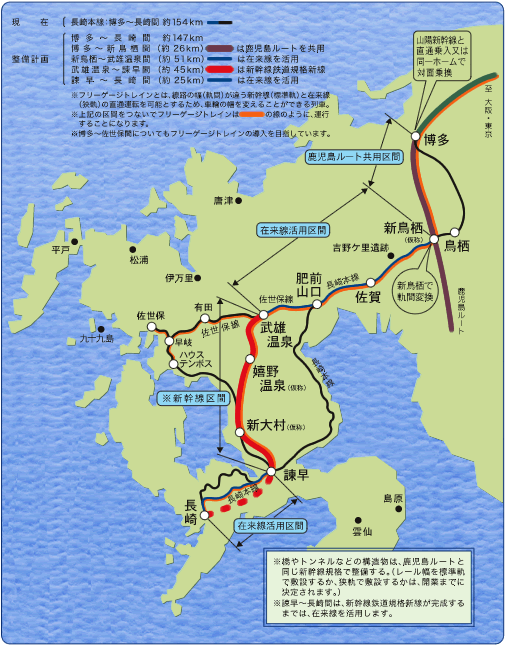 現 在 {長崎本線:博多〜長崎間 約154km
整備計画
博多〜長崎間 約147km
博多〜新鳥栖間 (約26km) は鹿児島ルートを共用
新鳥栖〜武雄温泉間 (約51km) は在来線を活用
武雄温泉〜諫早間 (約45km) は新幹線鉄道規格新線
諫早〜長崎間 (約25km) は在来線を活用
※フリーゲージトレインとは、線路の幅(軌間)が違う新幹線(標準軌)と在来線
(狭軌)の直通運転を可能とするため、車輪の幅を変えることができる列車。
※上記の区間をつないでフリーゲージトレインは の線のように、運行
することになります。
※博多〜佐世保間についてもフリーゲージトレインの導入を目指しています。
山陽新幹線と
直通乗入又は
同一ホームで
対面乗換
至 大阪・東京
博多
鹿児島ルート共用区間
唐津
在来線活用区間
新鳥栖
(仮称)
鳥栖
吉野ケ里遺跡
平戸
松浦
伊万里
肥前
山口
長崎本線
佐賀
新鳥栖で
軌間変換
鹿児島ルート
有田
佐世保線
佐世保
佐世保線
武雄
温泉
九十九島
早岐
ハウス
テンボス
嬉野
温泉(仮称)
長崎本線
※新幹線区間
新大村(仮称)
諫早
長崎本線
長崎
島原
雲仙
在来線活用区間
※橋やトンネルなどの構造物は、鹿児島ルートと
同じ新幹線規格で整備する。(レール幅を標準軌
で敷設するか、狭軌で敷設するかは、開業までに
決定されます。)
※諫早〜長崎間は、新幹線鉄道規格新線が完成する
までは、在来線を活用します。